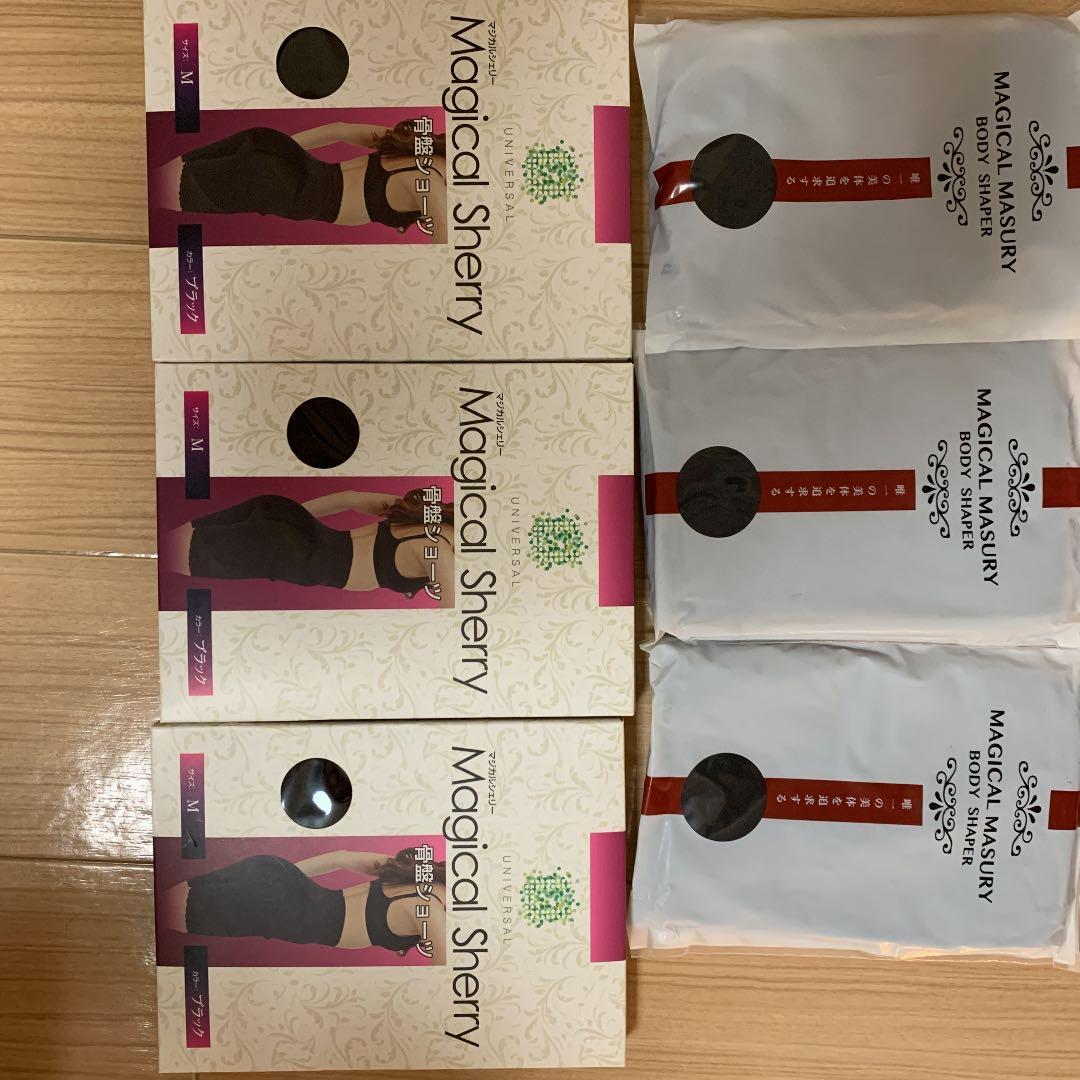 マジカルシェリー
Magical Sherry
UNIVERSAL
骨盤ショーツ
サイズ: M
カラー: ブラック
マジカルシェリー
Magical Sherry
UNIVERSAL
骨盤ショーツ
サイズ: M
カラー: ブラック
マジカルシェリー
Magical Sherry
UNIVERSAL
骨盤ショーツ
サイズ: M
カラー: ブラック
MAGICAL MASURY
BODY SHAPER
唯一の美体を追求する
MAGICAL MASURY
BODY SHAPER
唯一の美体を追求する
MAGICAL MASURY
BODY SHAPER
唯一の美体を追求する